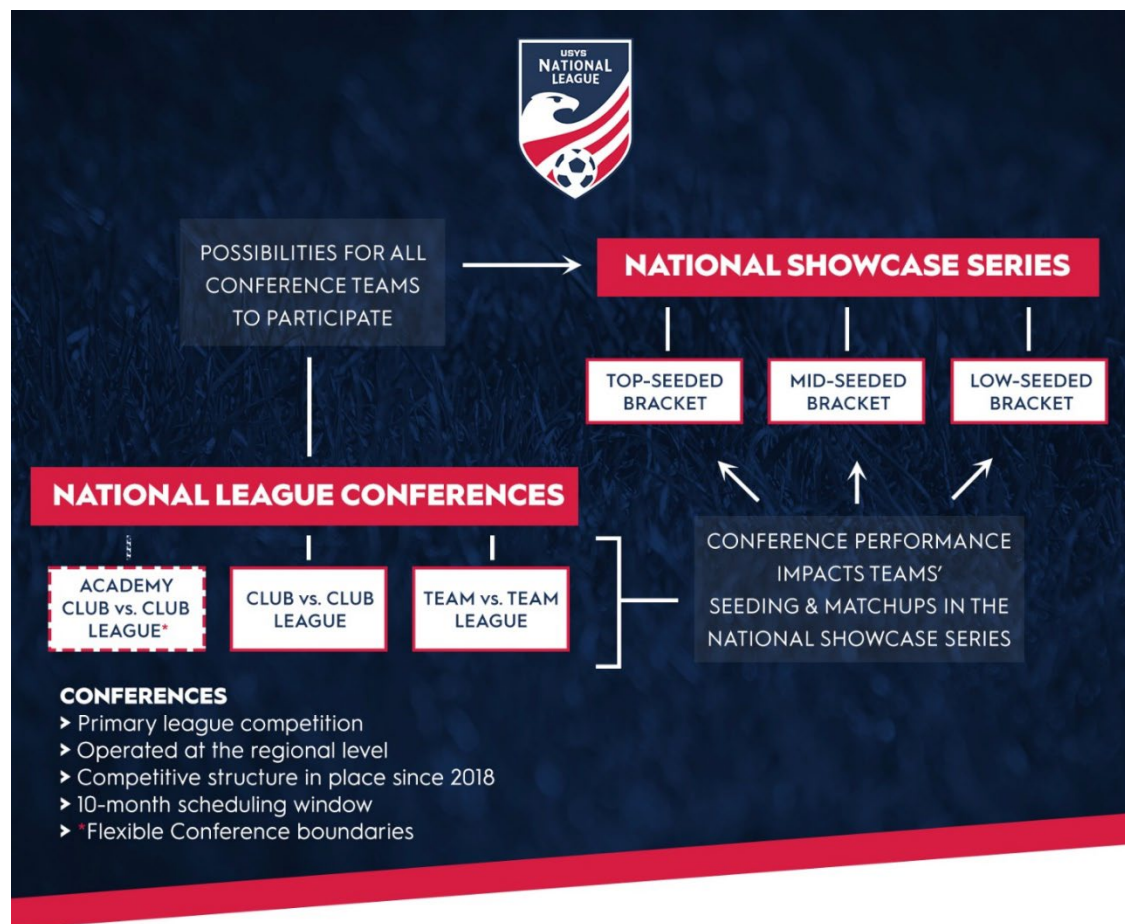 USYS
NATIONAL
LEAGUE
POSSIBILITIES FOR ALL
CONFERENCE TEAMS
TO PARTICIPATE
NATIONAL SHOWCASE SERIES
TOP-SEEDED
BRACKET
MID-SEEDED
BRACKET
LOW-SEEDED
BRACKET
NATIONAL LEAGUE CONFERENCES
ACADEMY
CLUB vs. CLUB
LEAGUE*
CLUB vs. CLUB
LEAGUE
TEAM vs. TEAM
LEAGUE
CONFERENCE PERFORMANCE
IMPACTS TEAMS'
SEEDING & MATCHUPS IN THE
NATIONAL SHOWCASE SERIES
CONFERENCES
> Primary league competition
> Operated at the regional level
> Competitive structure in place since 2018
> 10-month scheduling window
> *Flexible Conference boundaries